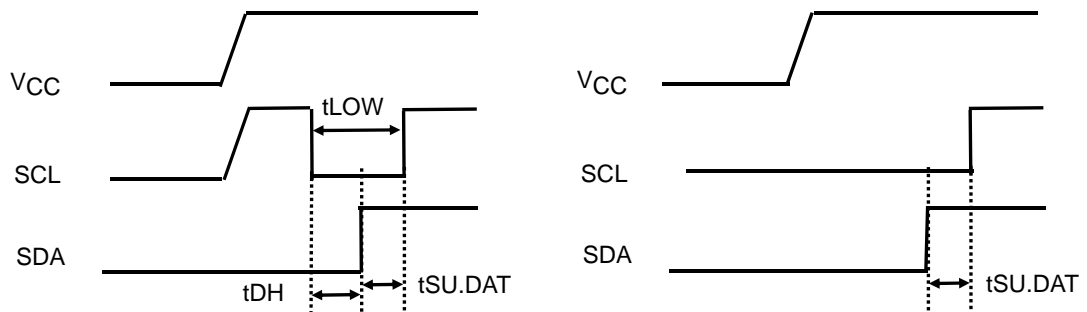 VCC
tLOW
SCL
SDA
tDH
tSU.DAT
VCC
SCL
SDA
tSU.DAT